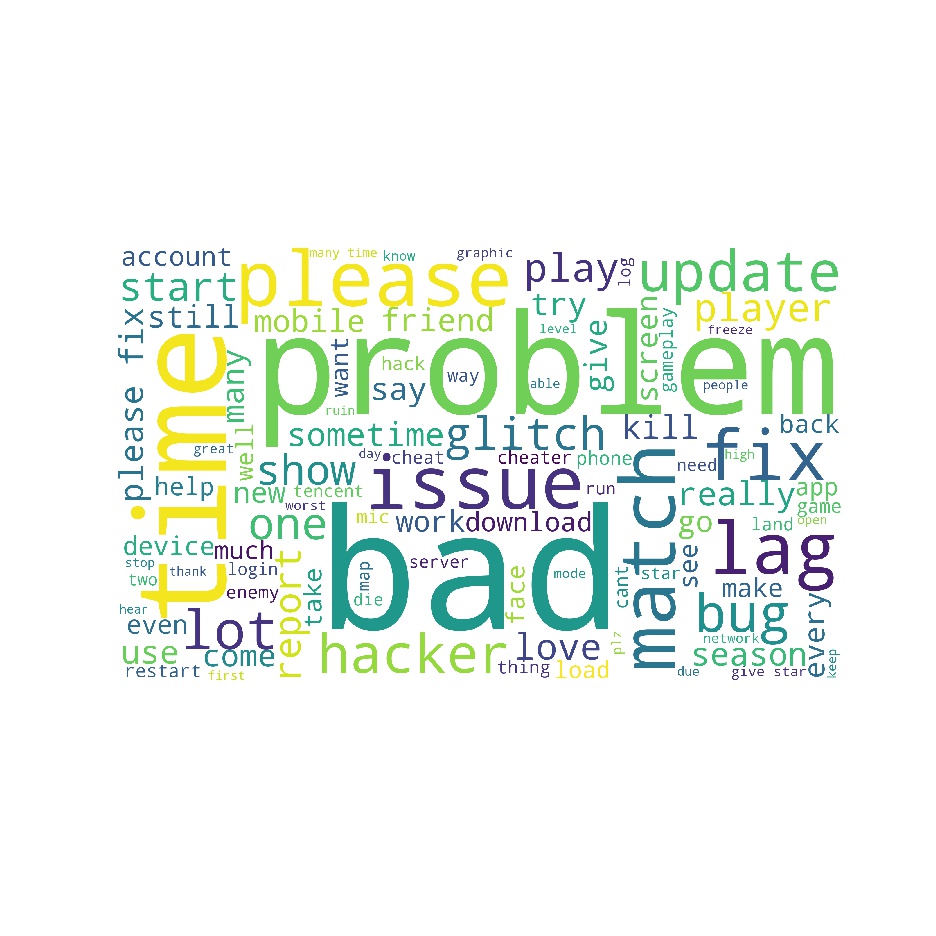 account
many time
know
graphic
play
log
update
start
please
try
player
please fix
still
mobile friend
level
give
screen
gameplay
freeze
time
many
want
hack
say
way
problem
able
people
ruin
well
great
sometime
glitch
kill
fix
back
show
day
cheat
cheater
phone
need
high
help
new
tencent
issue
run
match
really
app
game
worst
one
mic
work
download
go
land
open
device
much
bad
lag
stop
two
thank
login
server
map
mode
die
enemy
report
take
face
cant
star
see
make
hear
even
lot
hacker
love
plz
bug
network
every
use
come
season
restart
first
thing
load
due
give star
keep